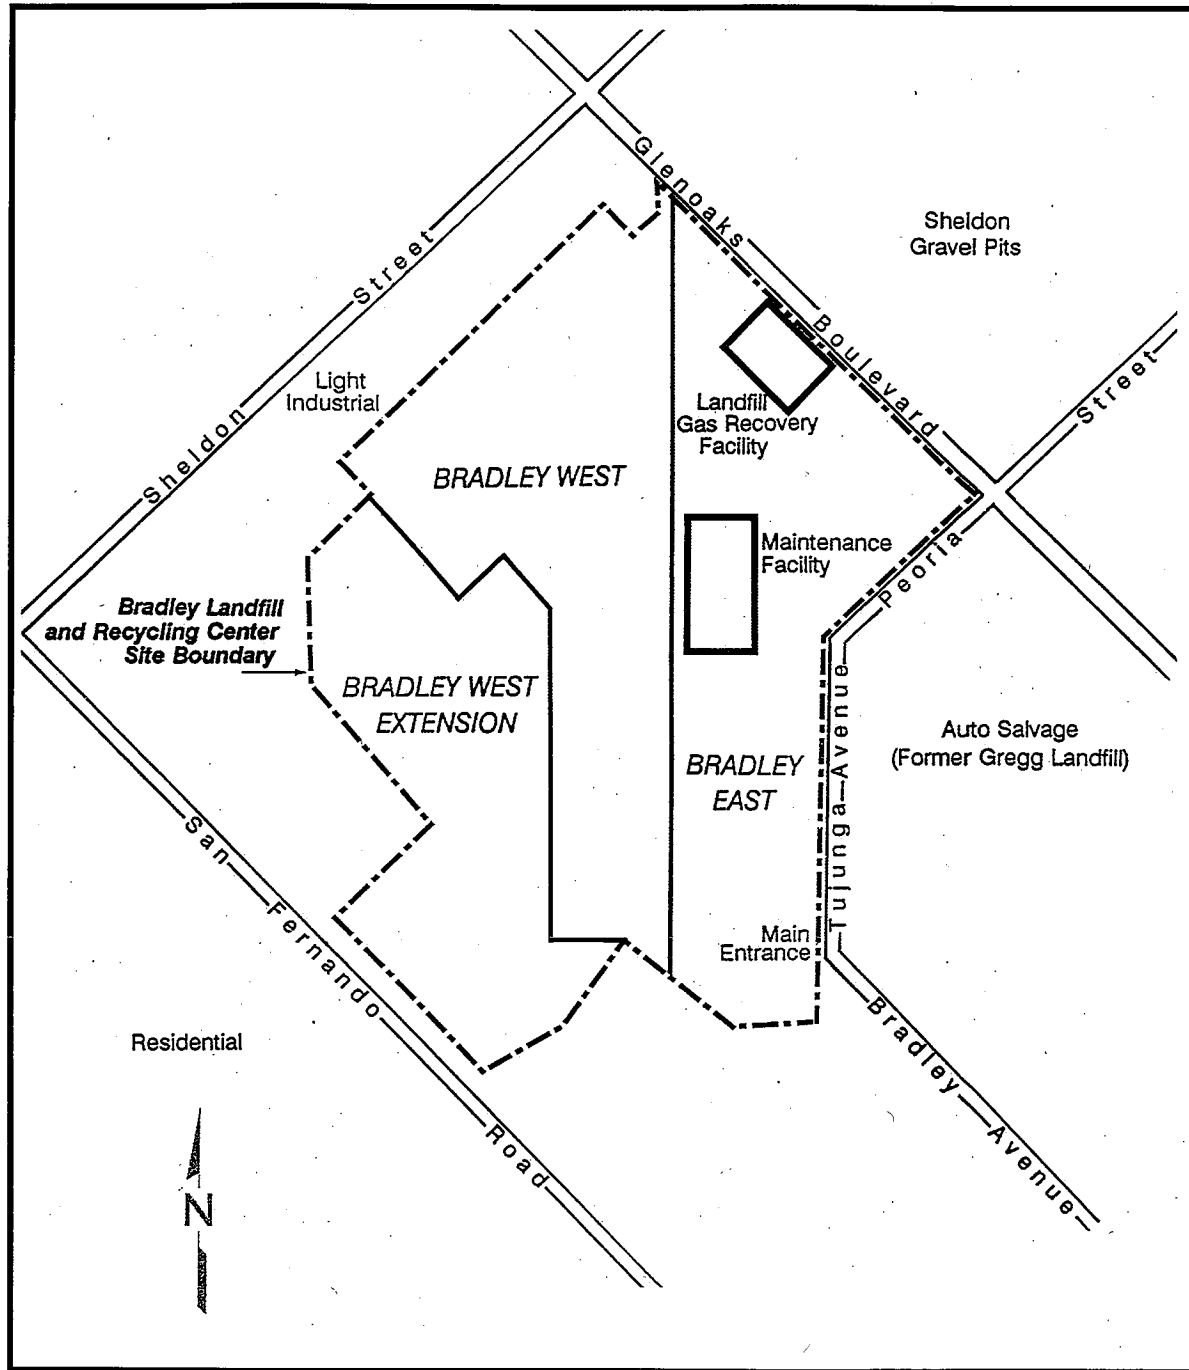 Glenoaks Boulevard
Sheldon
Gravel Pits
Sheldon Street
Light
Industrial
Landfill
Gas Recovery
Facility
Peoria Street
BRADLEY WEST
Maintenance
Facility
Bradley Landfill
and Recycling Center
Site Boundary
BRADLEY WEST
EXTENSION
BRADLEY
EAST
Tujunga Avenue
Auto Salvage
(Former Gregg Landfill)
San Fernando Road
Main
Entrance
Bradley Avenue
Residential
N